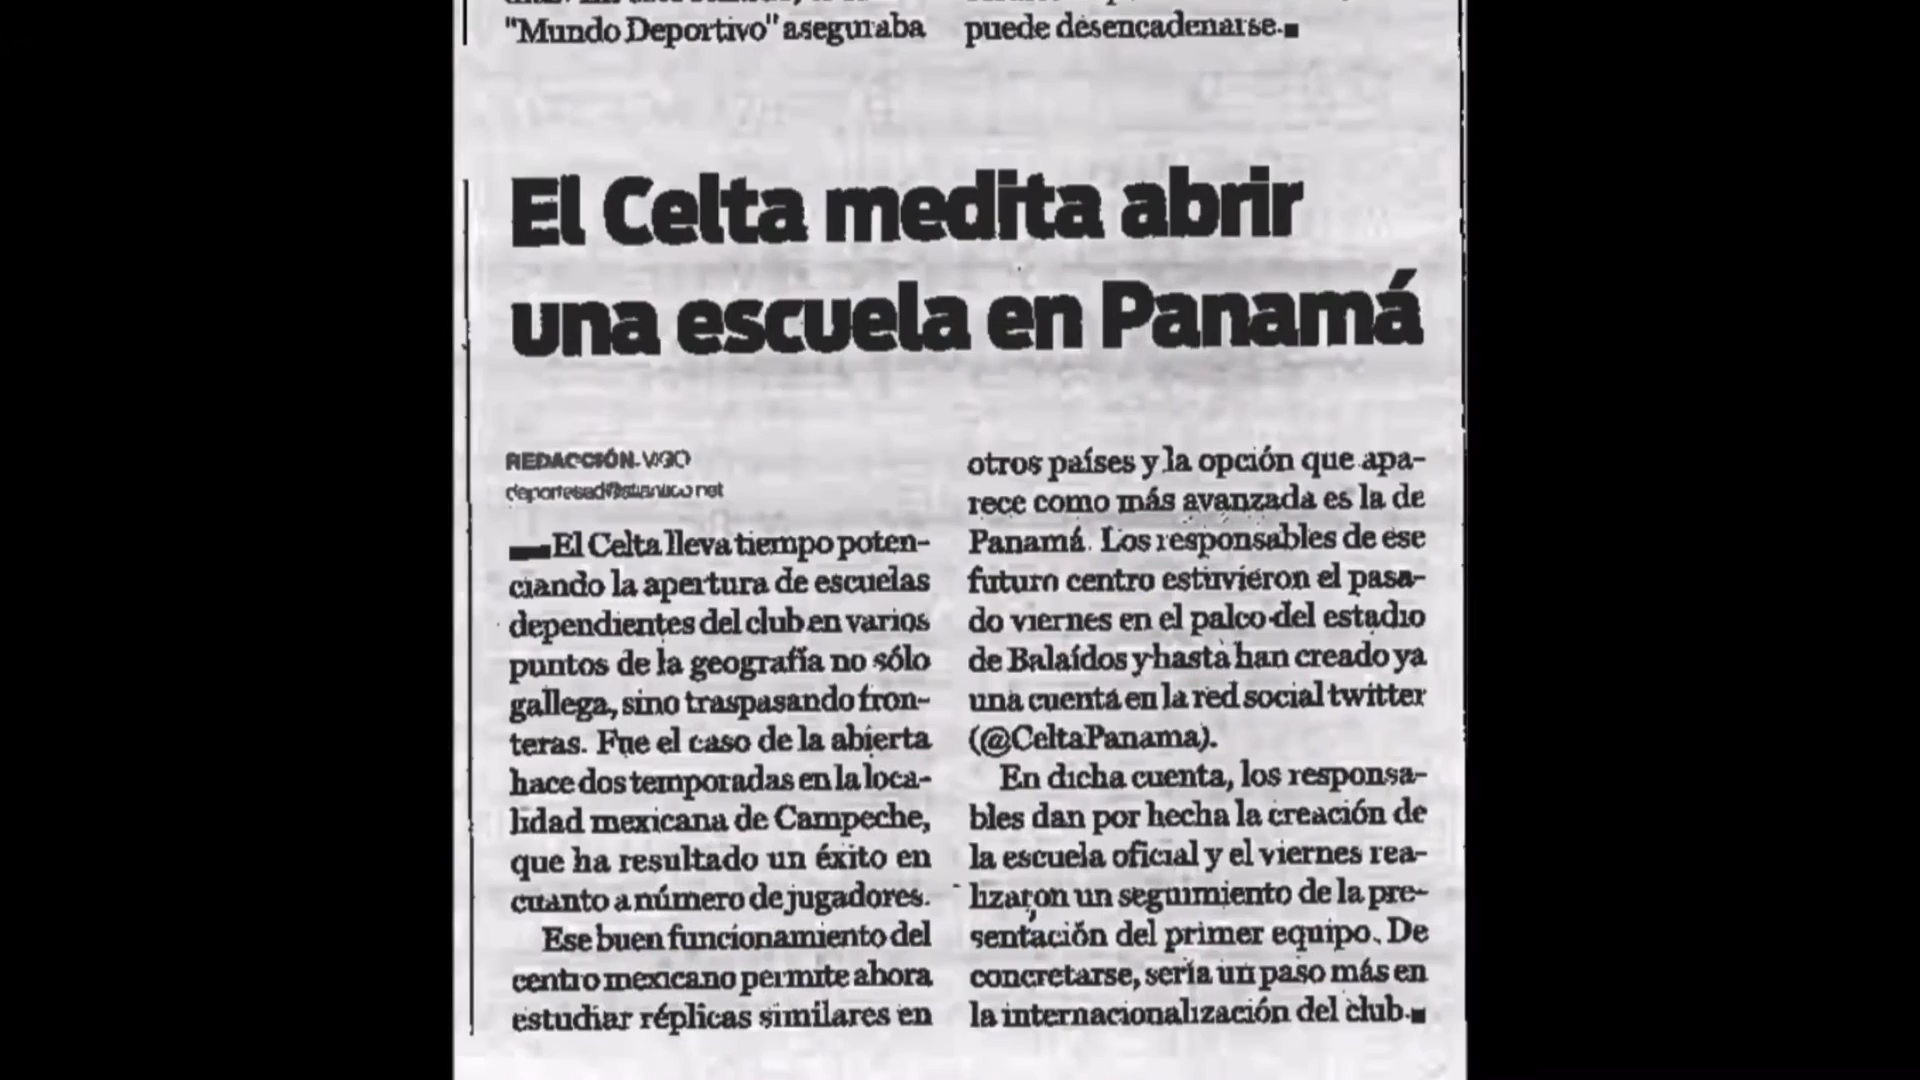 "Mundo Deportivo" aseguraba
puede desencadenarse.
El Celta medita abrir
una escuela en Panamá
REDACCIÓN. VIGO
El Celta lleva tiempo poten-
ciando la apertura de escuelas
dependientes del club en varios
puntos de la geografía no sólo
gallega, sino traspasando fron-
teras. Fue el caso de la abierta
hace dos temporadas en la loca-
lidad mexicana de Campeche,
que ha resultado un éxito en
cuanto a número de jugadores.
Ese buen funcionamiento del
centro mexicano permite ahora
estudiar réplicas similares en
otros países y la opción que apa-
rece como más avanzada es la de
Panamá. Los responsables de ese
futuro centro estuvieron el pasa-
do viernes en el palco del estadio
de Balaídos y hasta han creado ya
una cuenta en la red social twitter
(@CeltaPanama).
En dicha cuenta, los responsa-
bles dan por hecha la creación de
la escuela oficial y el viernes rea-
lizaron un seguimiento de la pre-
sentación del primer equipo. De
concretarse, sería un paso más en
la internacionalización del club.